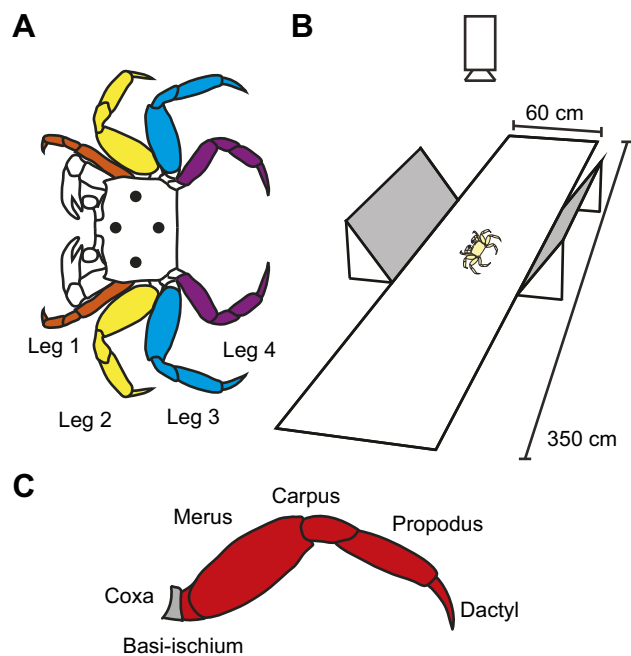 A
Leg 1
Leg 2
Leg 3
Leg 4
B
60 cm
350 cm
C
Carpus
Merus
Propodus
Coxa
Dactyl
Basi-ischium